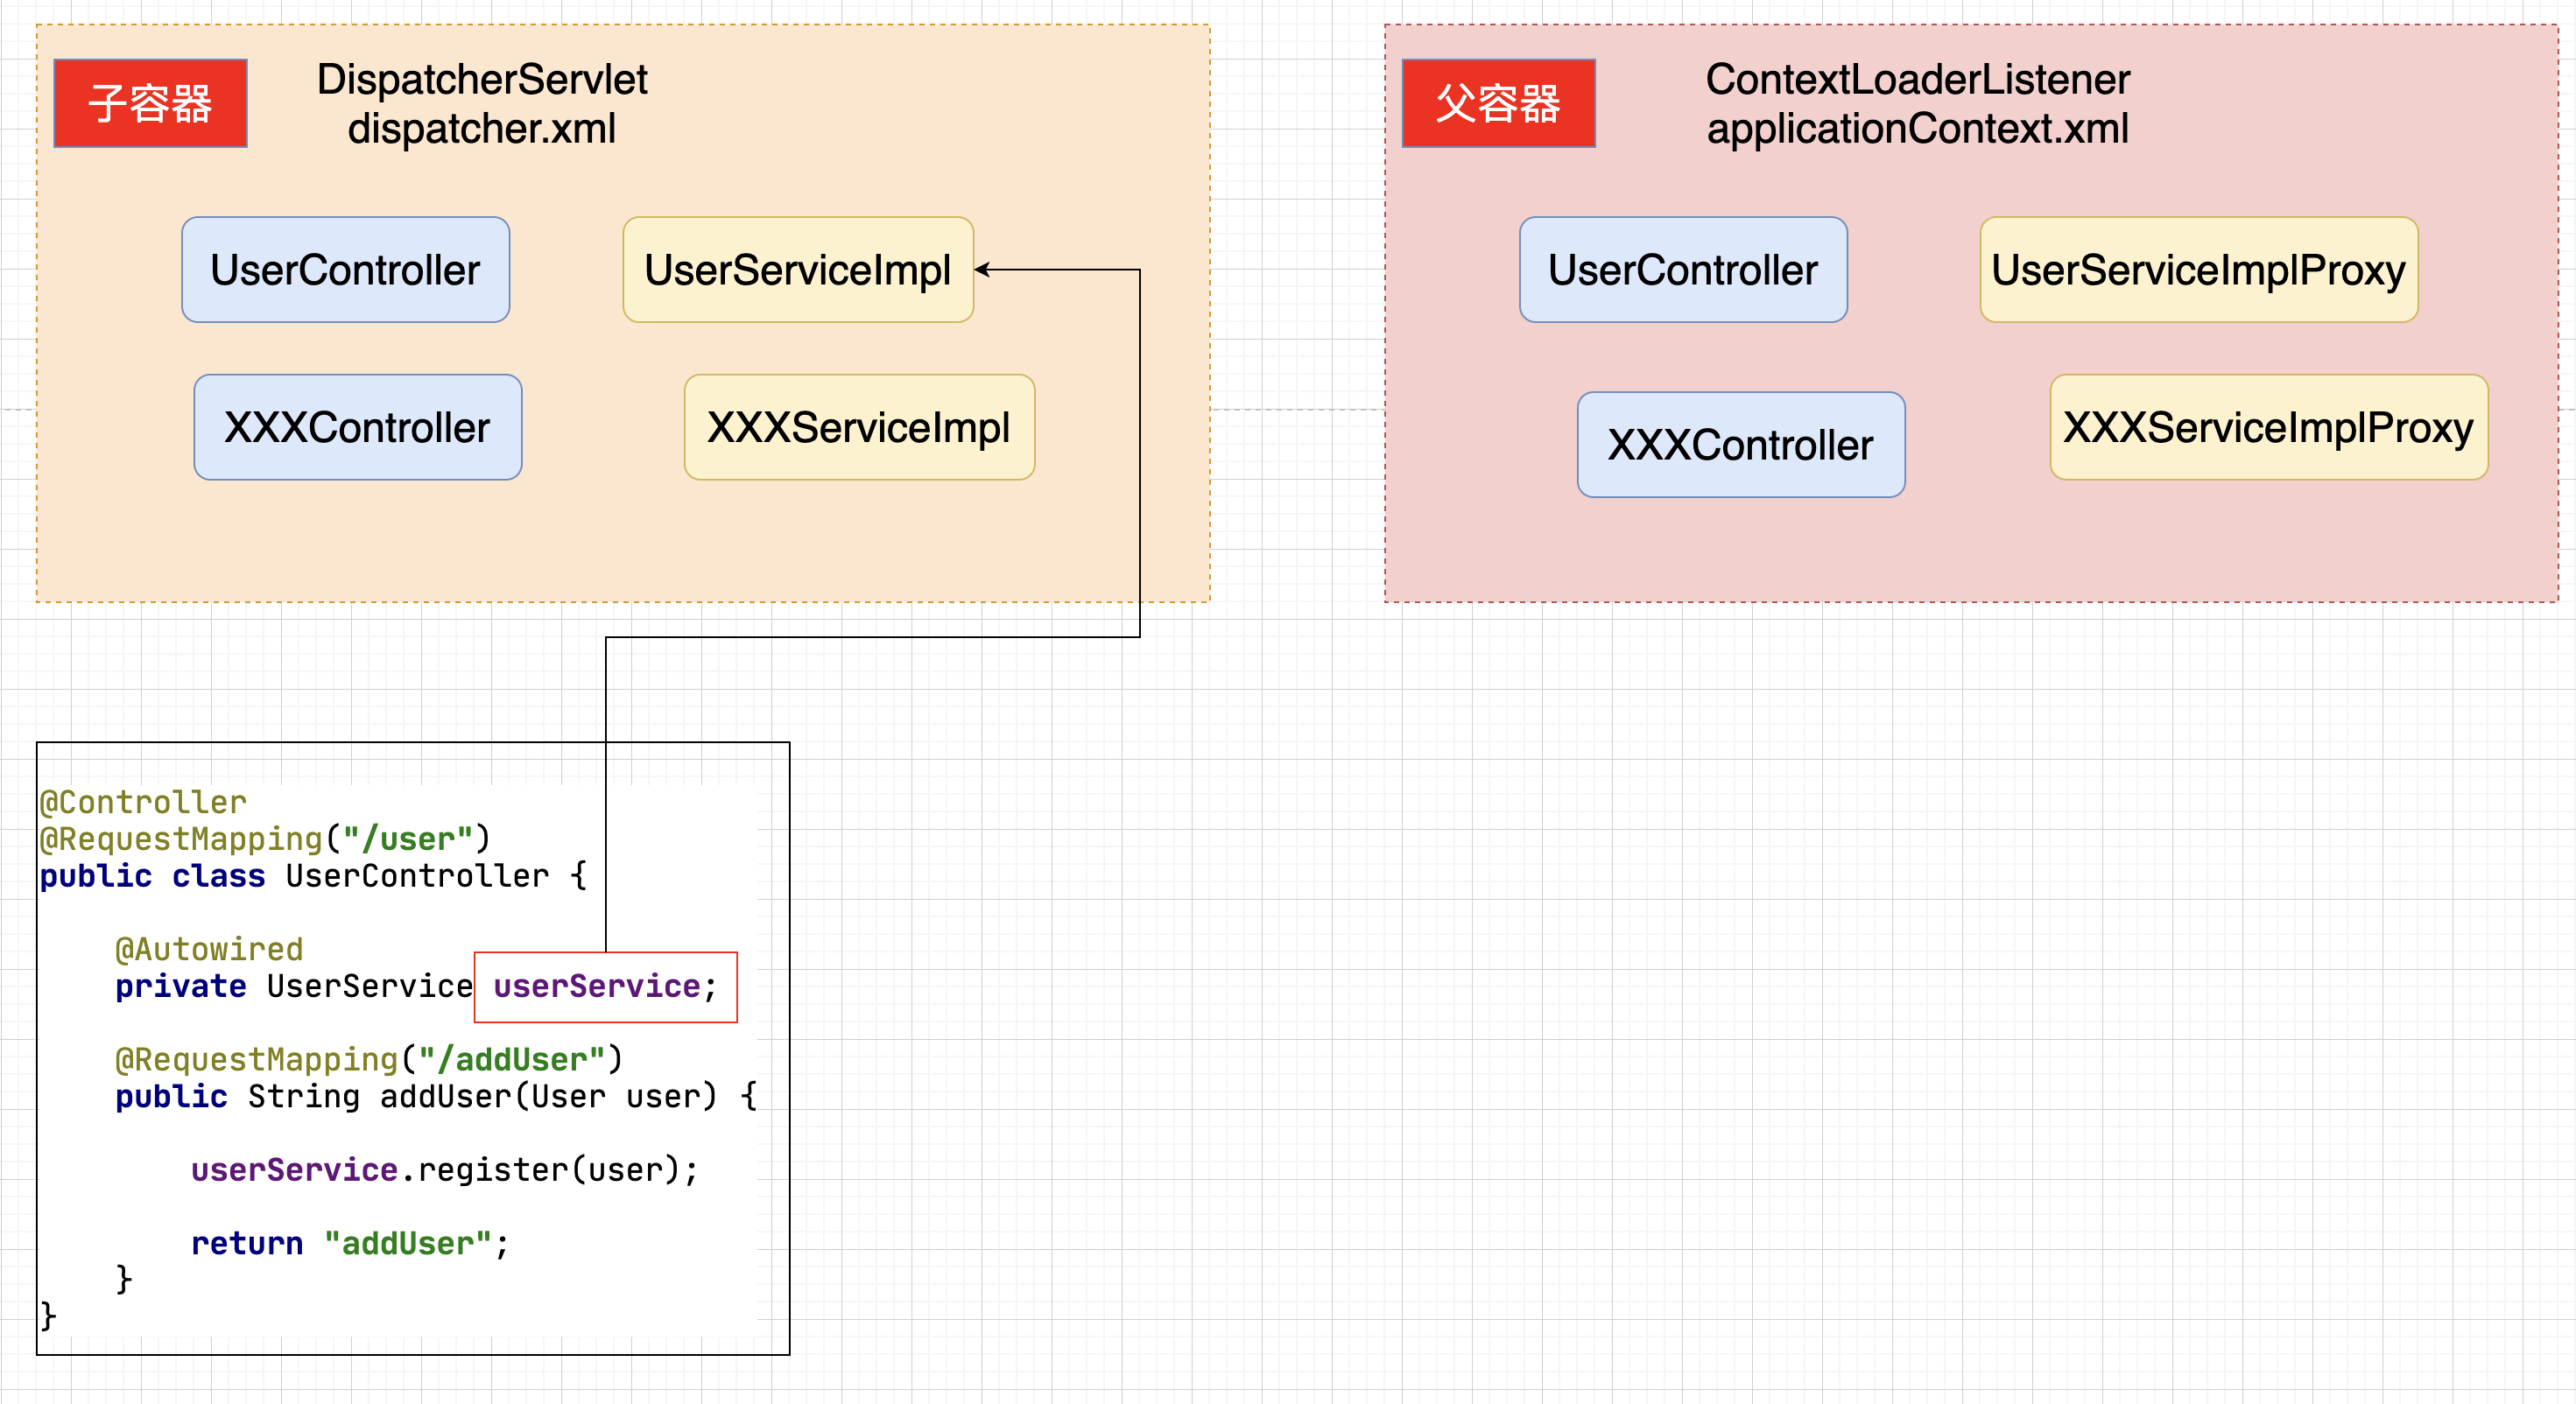 子容器
DispatcherServlet
dispatcher.xml
UserController
UserServiceImpl
XXXController
XXXServiceImpl
父容器
ContextLoaderListener
applicationContext.xml
UserController
UserServiceImplProxy
XXXController
XXXServiceImplProxy
@Controller
@RequestMapping("/user")
public class UserController {
@Autowired
private UserService userService;
@RequestMapping("/addUser")
public String addUser(User user) {
userService.register(user);
return "addUser";
}
}